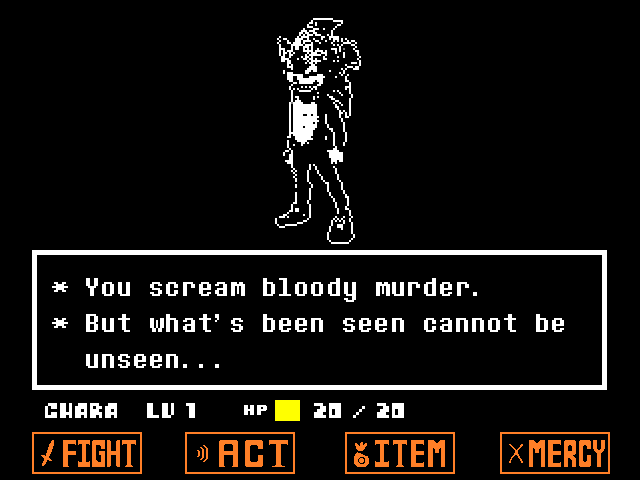 * You scream bloody murder.
* But what's been seen cannot be
unseen...
CHARA LV 1 HP 20 / 20
FIGHT ACT ITEM MERCY